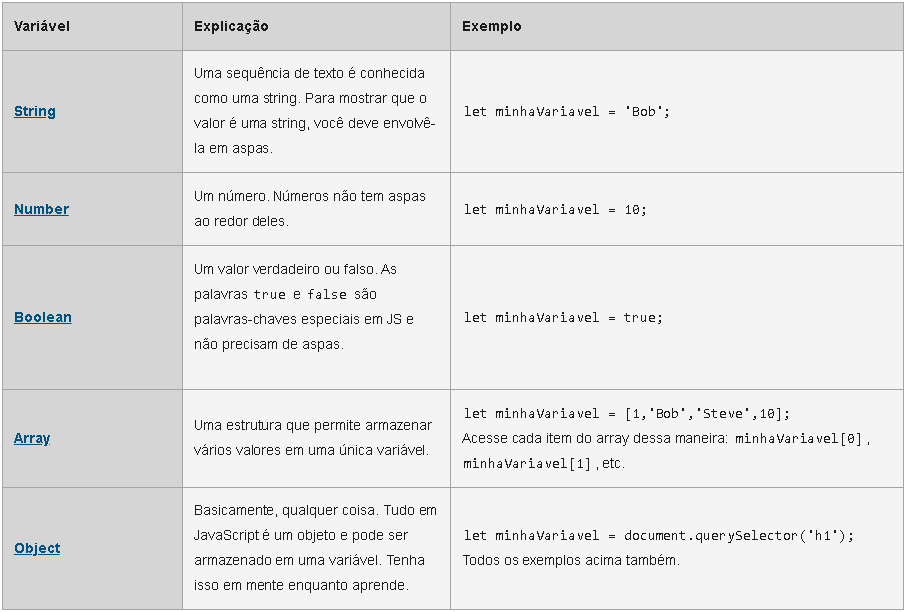 Variável
Explicação
Exemplo
String
Uma sequência de texto é conhecida
como uma string. Para mostrar que o
valor é uma string, você deve envolvê-
la em aspas.
let minhaVariavel = 'Bob';
Number
Um número. Números não tem aspas
ao redor deles.
let minhaVariavel = 10;
Boolean
Um valor verdadeiro ou falso. As
palavras true e false são
palavras-chaves especiais em JS e
não precisam de aspas.
let minhaVariavel = true;
Array
Uma estrutura que permite armazenar
vários valores em uma única variável.
let minhaVariavel = [1,'Bob','Steve',10];
Acesse cada item do array dessa maneira: minhaVariavel[0],
minhaVariavel[1], etc.
Object
Basicamente, qualquer coisa. Tudo em
JavaScript é um objeto e pode ser
armazenado em uma variável. Tenha
isso em mente enquanto aprende.
let minhaVariavel = document.querySelector('h1');
Todos os exemplos acima também.